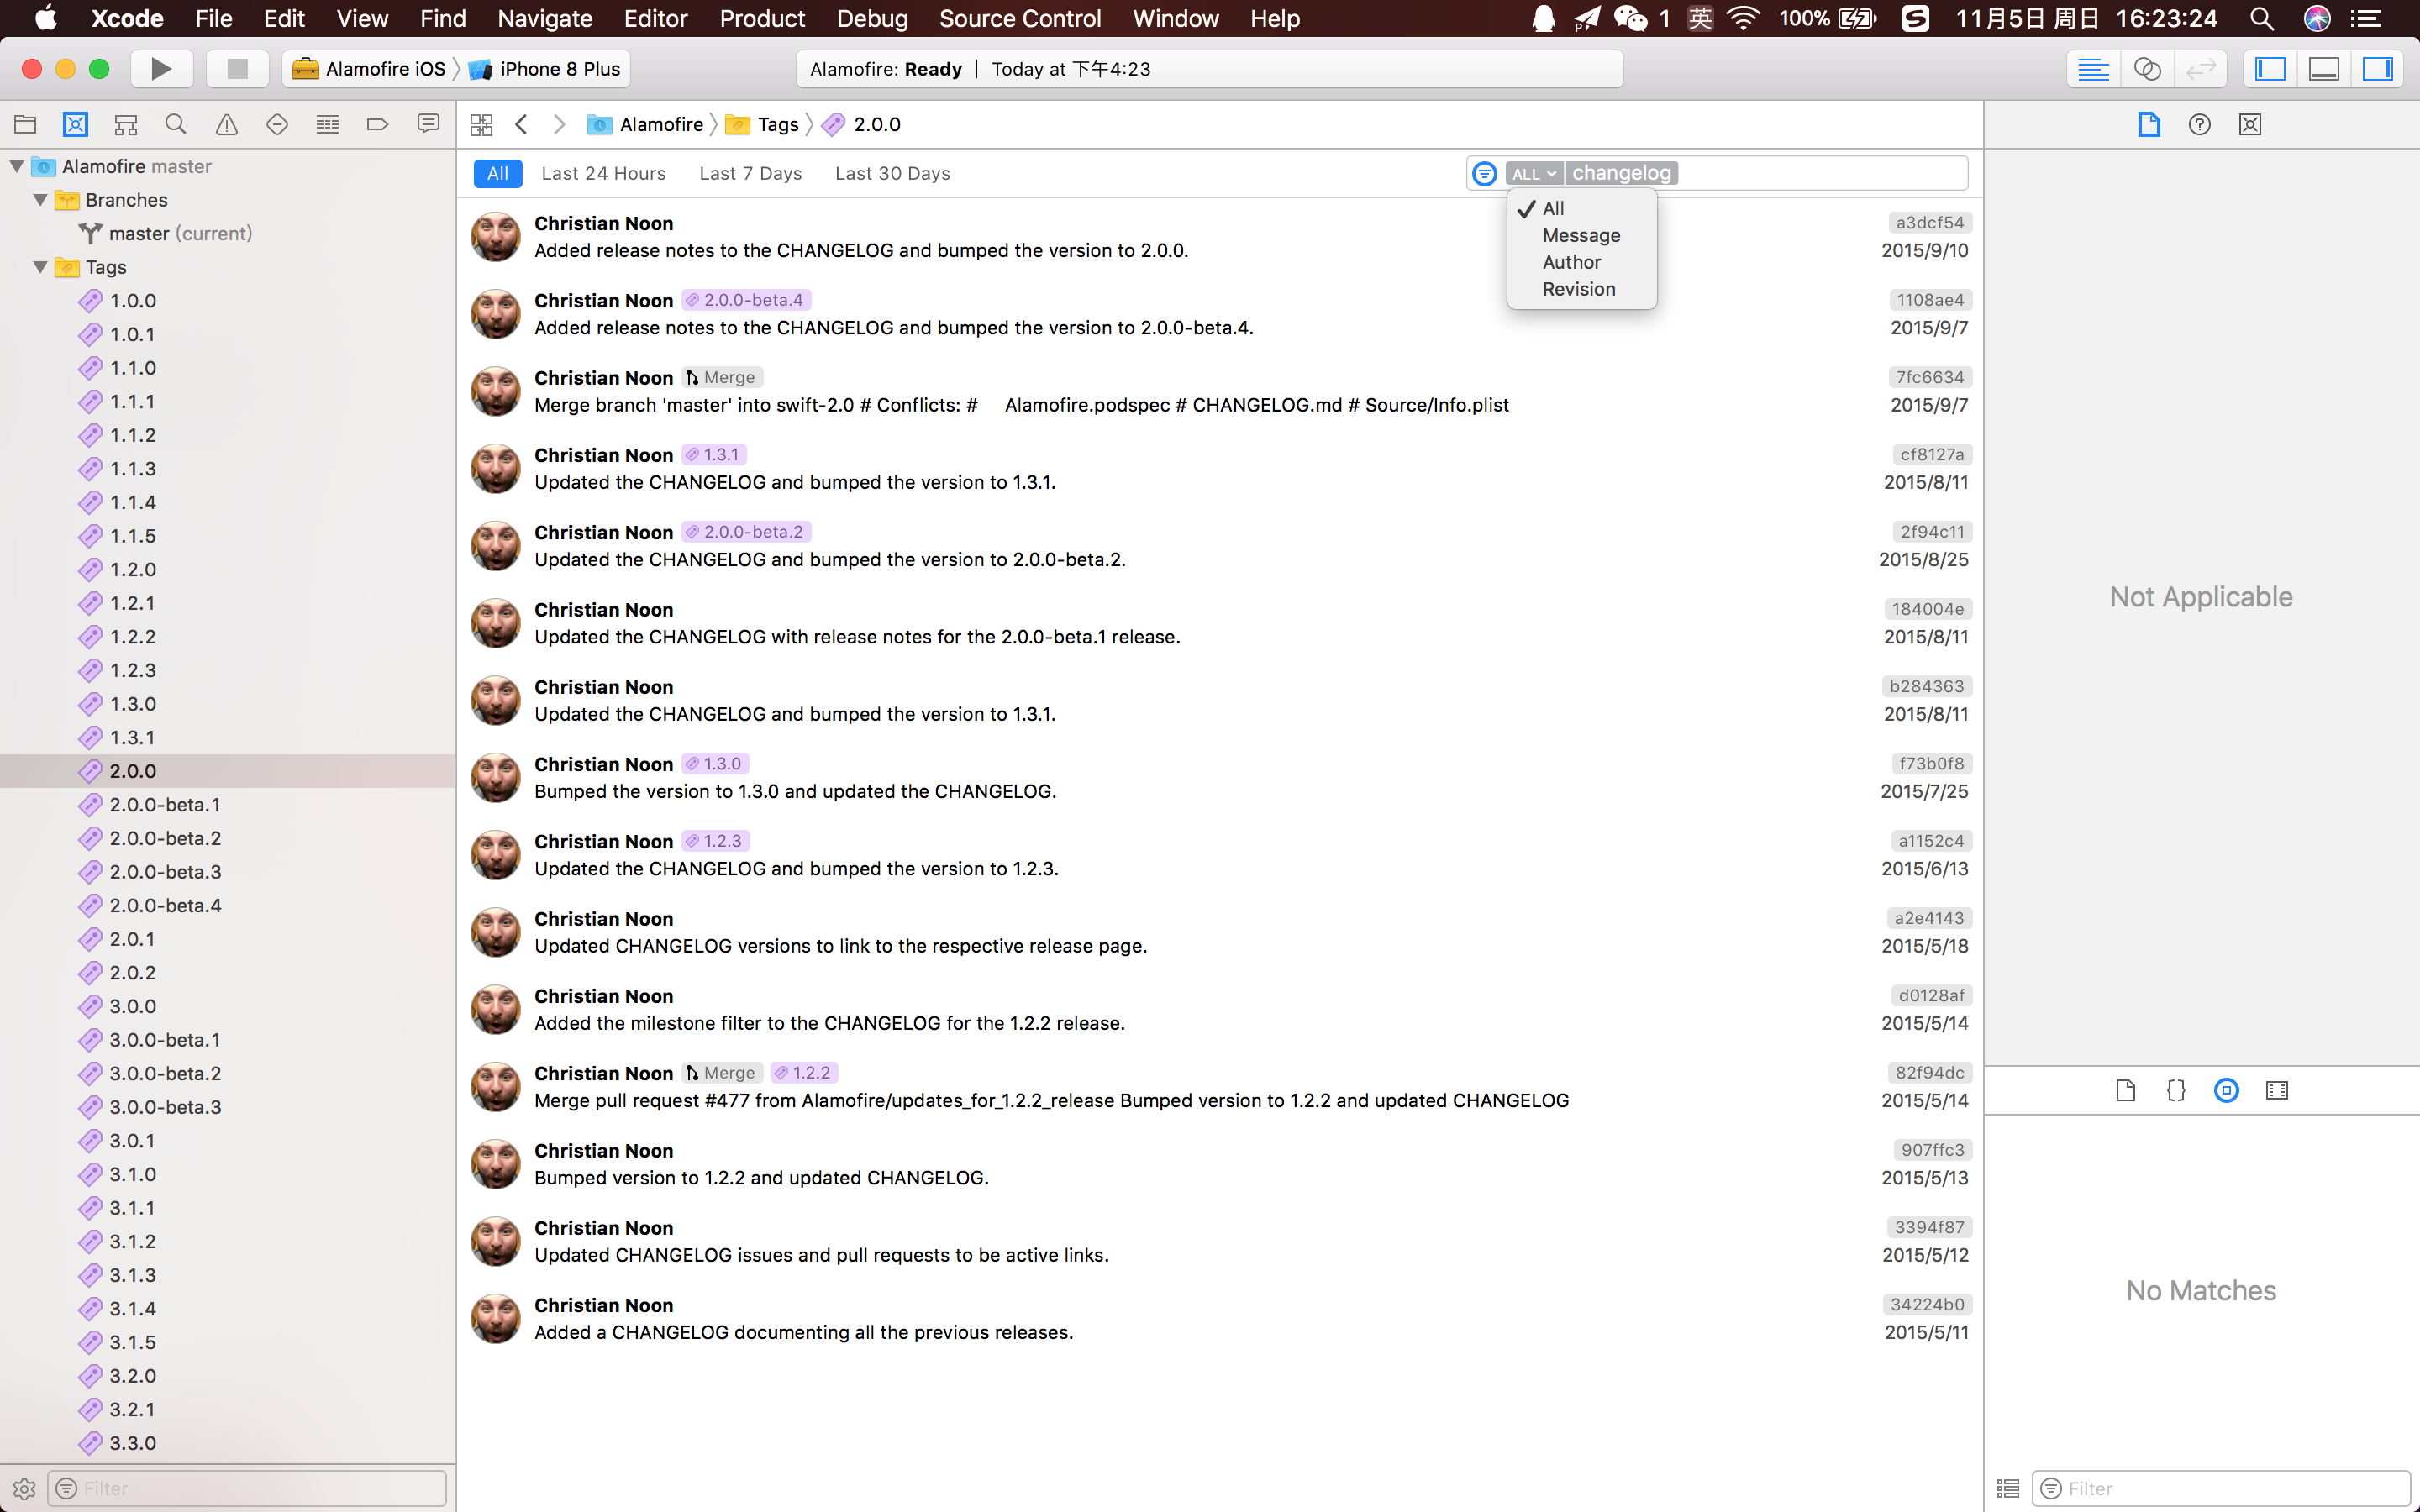 Xcode File Edit View Find Navigate Editor Product Debug Source Control Window Help 1 英 100% 11月5日 周日 16:23:24
Alamofire iOS iPhone 8 Plus Alamofire: Ready Today at 下午4:23
Alamofire Tags 2.0.0
Alamofire master
Branches
master (current)
Tags
1.0.0
1.0.1
1.1.0
1.1.1
1.1.2
1.1.3
1.1.4
1.1.5
1.2.0
1.2.1
1.2.2
1.2.3
1.3.0
1.3.1
2.0.0
2.0.0-beta.1
2.0.0-beta.2
2.0.0-beta.3
2.0.0-beta.4
2.0.1
2.0.2
3.0.0
3.0.0-beta.1
3.0.0-beta.2
3.0.0-beta.3
3.0.1
3.1.0
3.1.1
3.1.2
3.1.3
3.1.4
3.1.5
3.2.0
3.2.1
3.3.0
Filter
All Last 24 Hours Last 7 Days Last 30 Days ALL changelog
All
Message
Author
Revision
Christian Noon a3dcf54
Added release notes to the CHANGELOG and bumped the version to 2.0.0. 2015/9/10
Christian Noon 2.0.0-beta.4 1108ae4
Added release notes to the CHANGELOG and bumped the version to 2.0.0-beta.4. 2015/9/7
Christian Noon Merge 7fc6634
Merge branch 'master' into swift-2.0 # Conflicts: # Alamofire.podspec # CHANGELOG.md # Source/Info.plist 2015/9/7
Christian Noon 1.3.1 cf8127a
Updated the CHANGELOG and bumped the version to 1.3.1. 2015/8/11
Christian Noon 2.0.0-beta.2 2f94c11
Updated the CHANGELOG and bumped the version to 2.0.0-beta.2. 2015/8/25
Christian Noon 184004e
Updated the CHANGELOG with release notes for the 2.0.0-beta.1 release. 2015/8/11
Christian Noon b284363
Updated the CHANGELOG and bumped the version to 1.3.1. 2015/8/11
Christian Noon 1.3.0 f73b0f8
Bumped the version to 1.3.0 and updated the CHANGELOG. 2015/7/25
Christian Noon 1.2.3 a1152c4
Updated the CHANGELOG and bumped the version to 1.2.3. 2015/6/13
Christian Noon a2e4143
Updated CHANGELOG versions to link to the respective release page. 2015/5/18
Christian Noon d0128af
Added the milestone filter to the CHANGELOG for the 1.2.2 release. 2015/5/14
Christian Noon Merge 1.2.2 82f94dc
Merge pull request #477 from Alamofire/updates_for_1.2.2_release Bumped version to 1.2.2 and updated CHANGELOG 2015/5/14
Christian Noon 907ffc3
Bumped version to 1.2.2 and updated CHANGELOG. 2015/5/13
Christian Noon 3394f87
Updated CHANGELOG issues and pull requests to be active links. 2015/5/12
Christian Noon 34224b0
Added a CHANGELOG documenting all the previous releases. 2015/5/11
Not Applicable
No Matches
Filter